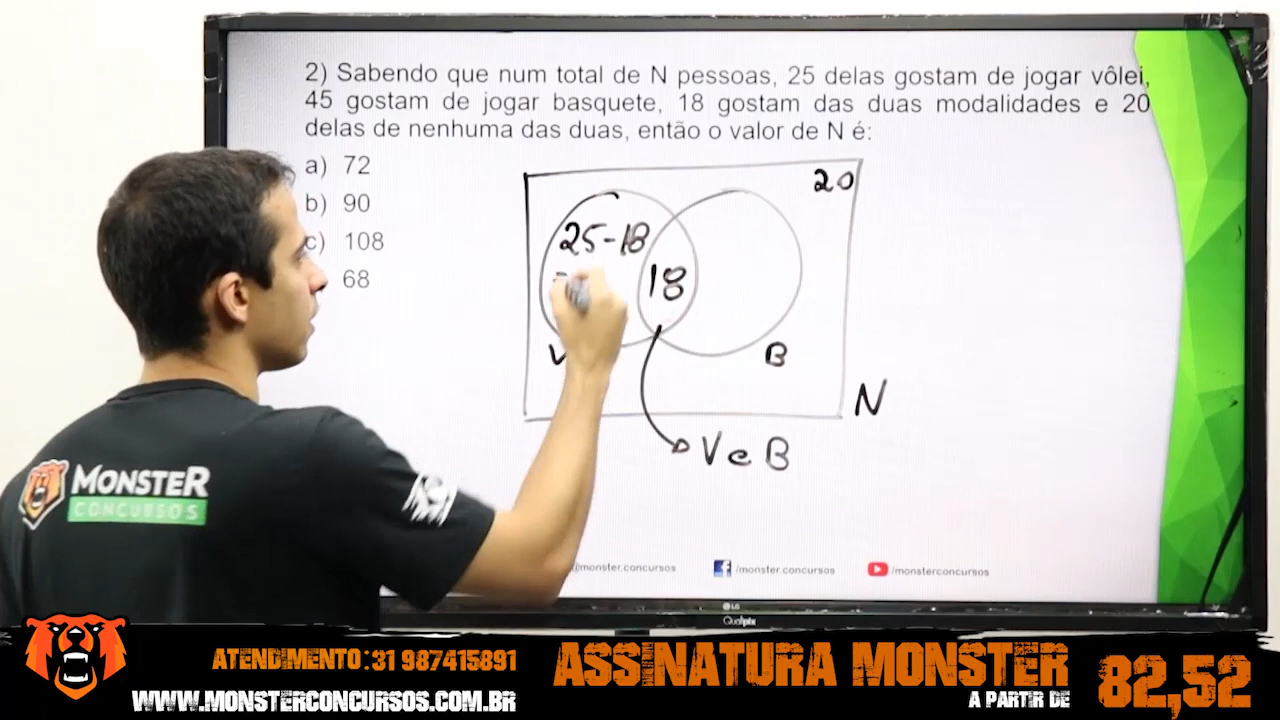 2) Sabendo que num total de N pessoas, 25 delas gostam de jogar vôlei,
45 gostam de jogar basquete, 18 gostam das duas modalidades e 20
delas de nenhuma das duas, então o valor de N é:
a) 72
b) 90
c) 108
68
20
25-18
18
V
B
N
V e B
MONSTER
CONCURSOS
@monster.concursos
/monster.concursos
/monsterconcursos
LG
Qualipix
ATENDIMENTO: 31 987415891
WWW.MONSTERCONCURSOS.COM.BR
ASSINATURA MONSTER
A PARTIR DE
82,52